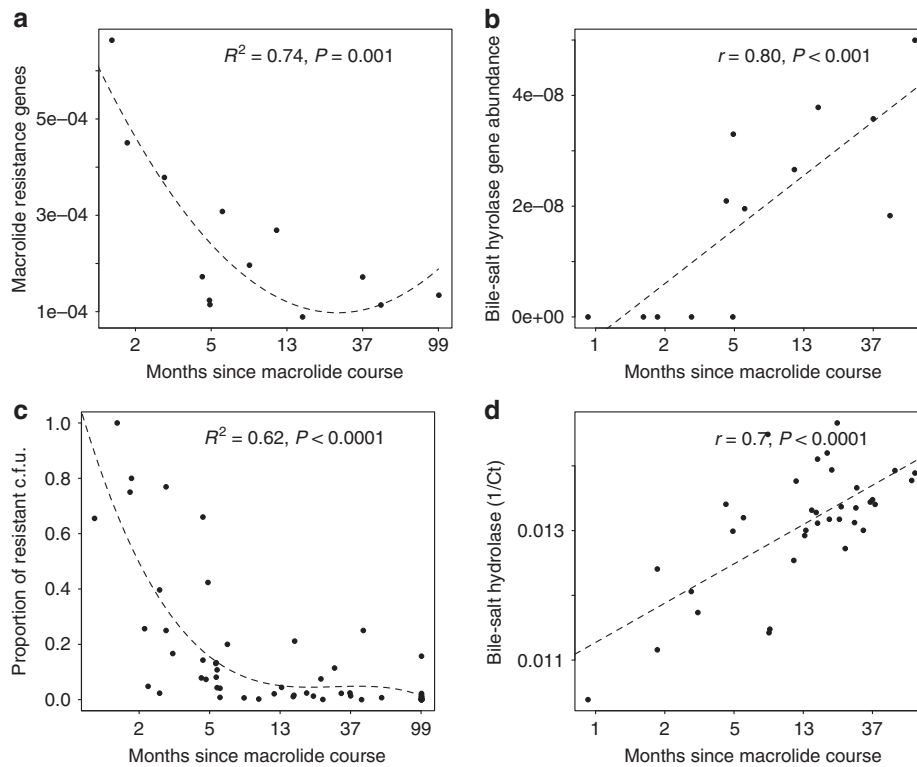 a
R² = 0.74, P = 0.001
Macrolide resistance genes
5e−04
3e−04
1e−04
2 5 13 37 99
Months since macrolide course
b
r = 0.80, P < 0.001
Bile-salt hyrolase gene abundance
4e−08
2e−08
0e+00
1 2 5 13 37
Months since macrolide course
c
R² = 0.62, P < 0.0001
Proportion of resistant c.f.u.
1.0
0.8
0.6
0.4
0.2
0.0
2 5 13 37 99
Months since macrolide course
d
r = 0.7, P < 0.0001
Bile-salt hydrolase (1/Ct)
0.013
0.011
1 2 5 13 37
Months since macrolide course